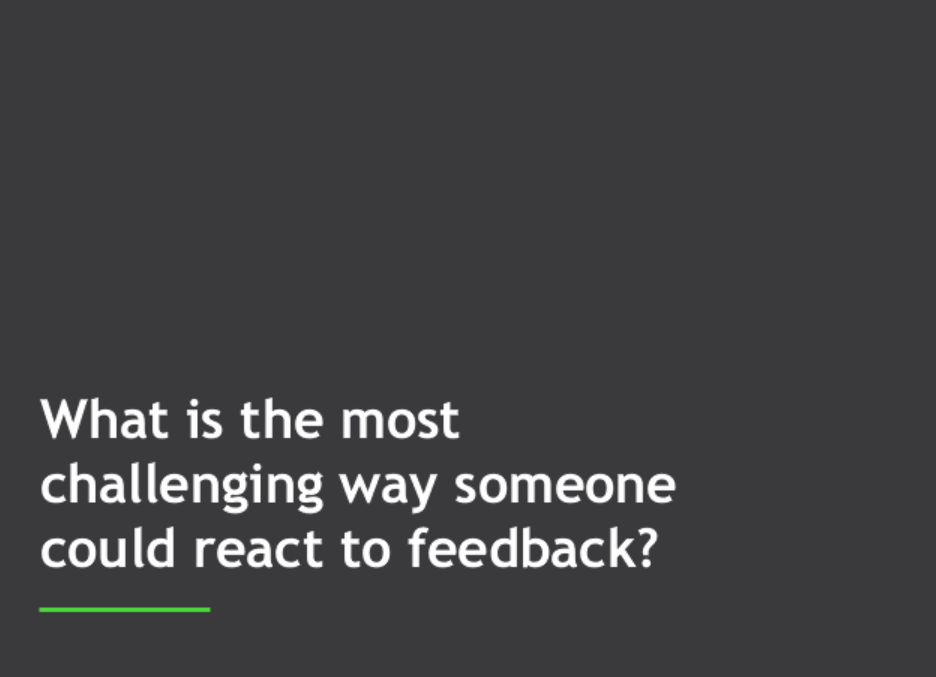 What is the most
challenging way someone
could react to feedback?